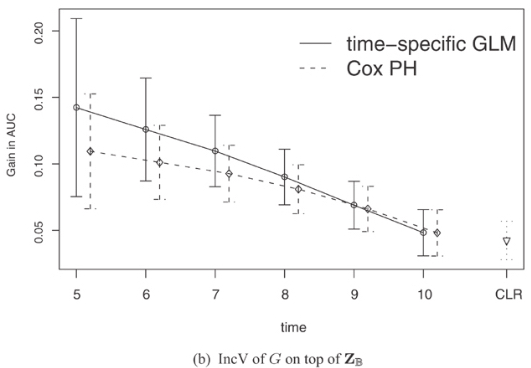 0.20
0.15
0.10
0.05
Gain in AUC
time−specific GLM
Cox PH
5 6 7 8 9 10 CLR
time
(b) IncV of G on top of Z𝔹